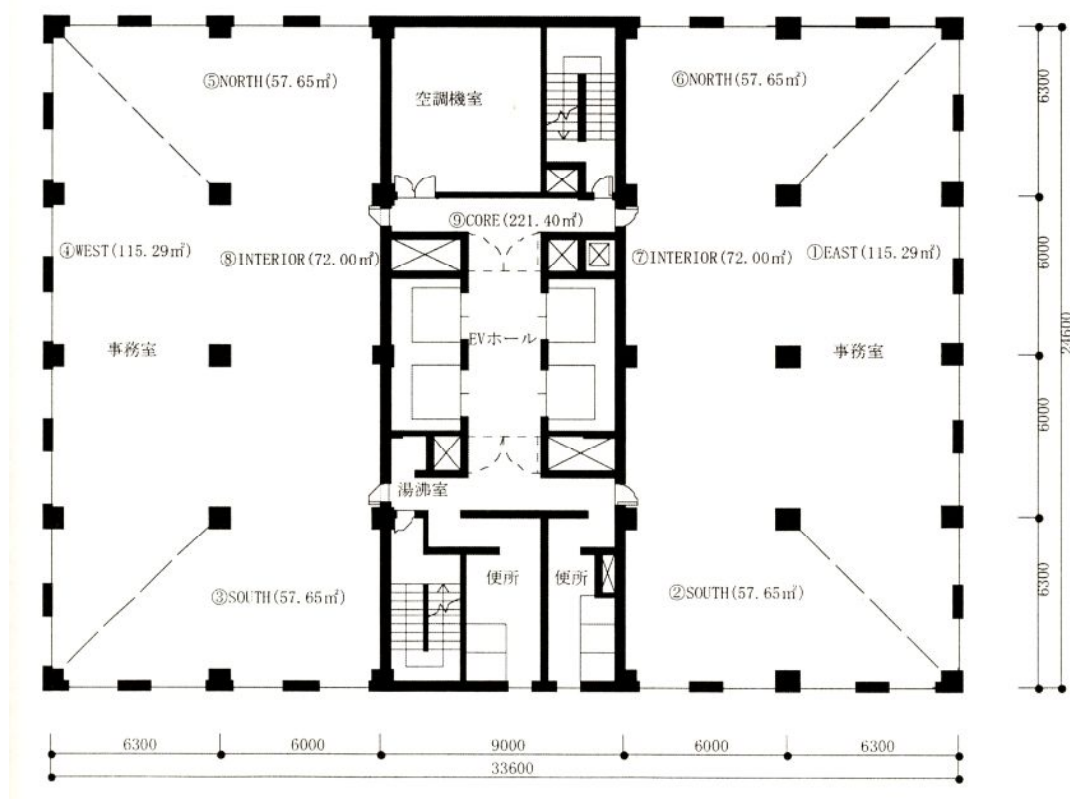 ⑤NORTH(57.65㎡)
⑥NORTH(57.65㎡)
空調機室
⑨CORE(221.40㎡)
④WEST(115.29㎡)
⑧INTERIOR(72.00㎡)
⑦INTERIOR(72.00㎡)
①EAST(115.29㎡)
EVホール
事務室
事務室
湯沸室
便所
便所
③SOUTH(57.65㎡)
②SOUTH(57.65㎡)
6300
6000
6000
6300
24600
6300
6000
9000
6000
6300
33600